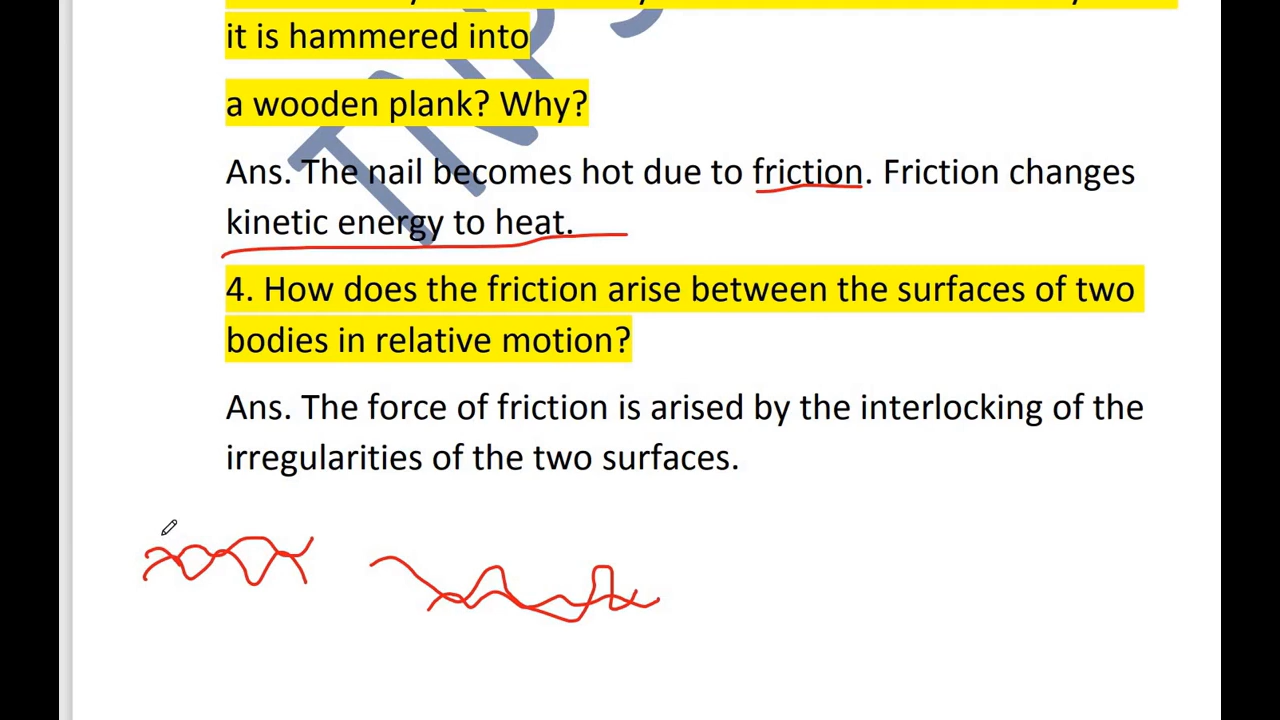 it is hammered into
a wooden plank? Why?
Ans. The nail becomes hot due to friction. Friction changes
kinetic energy to heat.
4. How does the friction arise between the surfaces of two
bodies in relative motion?
Ans. The force of friction is arised by the interlocking of the
irregularities of the two surfaces.